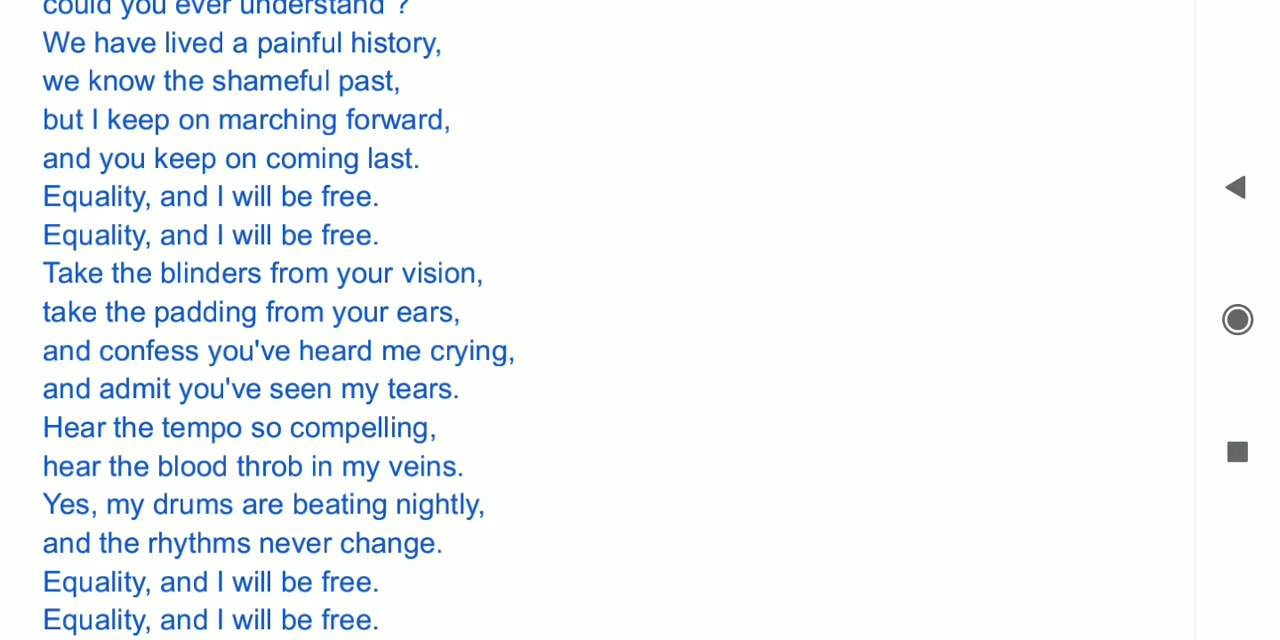 could you ever understand ?
We have lived a painful history,
we know the shameful past,
but I keep on marching forward,
and you keep on coming last.
Equality, and I will be free.
Equality, and I will be free.
Take the blinders from your vision,
take the padding from your ears,
and confess you've heard me crying,
and admit you've seen my tears.
Hear the tempo so compelling,
hear the blood throb in my veins.
Yes, my drums are beating nightly,
and the rhythms never change.
Equality, and I will be free.
Equality, and I will be free.